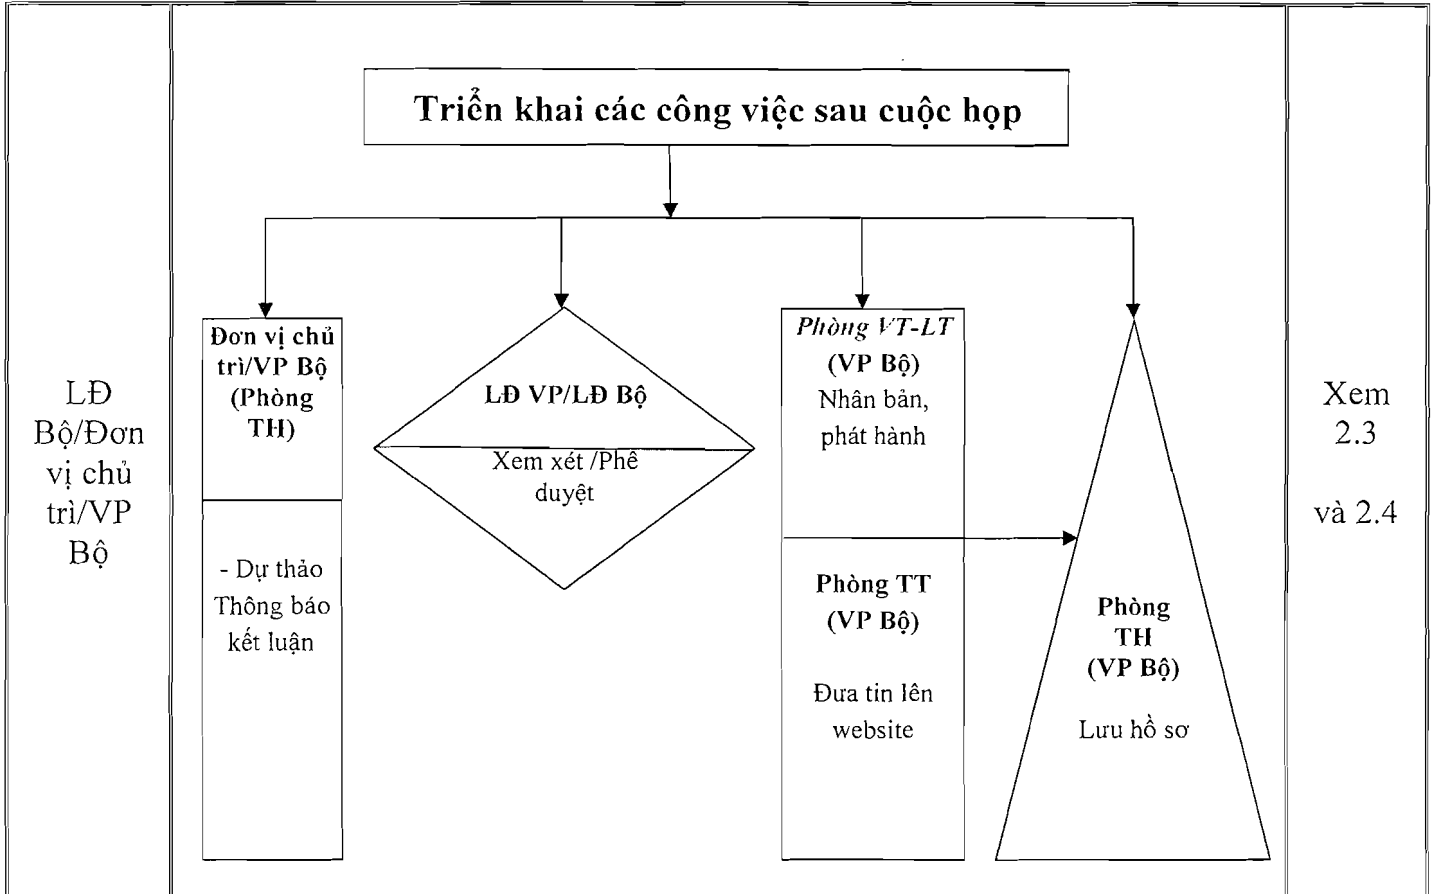 Triển khai các công việc sau cuộc họp
LĐ
Bộ/Đơn
vị chủ
trì/VP
Bộ
Đơn vị chủ
trì/VP Bộ
(Phòng
TH)
- Dự thảo
Thông báo
kết luận
LĐ VP/LĐ Bộ
Xem xét /Phê
duyệt
Phòng VT-LT
(VP Bộ)
Nhân bản,
phát hành
Phòng TT
(VP Bộ)
Đưa tin lên
website
Phòng
TH
(VP Bộ)
Lưu hồ sơ
Xem
2.3
và 2.4